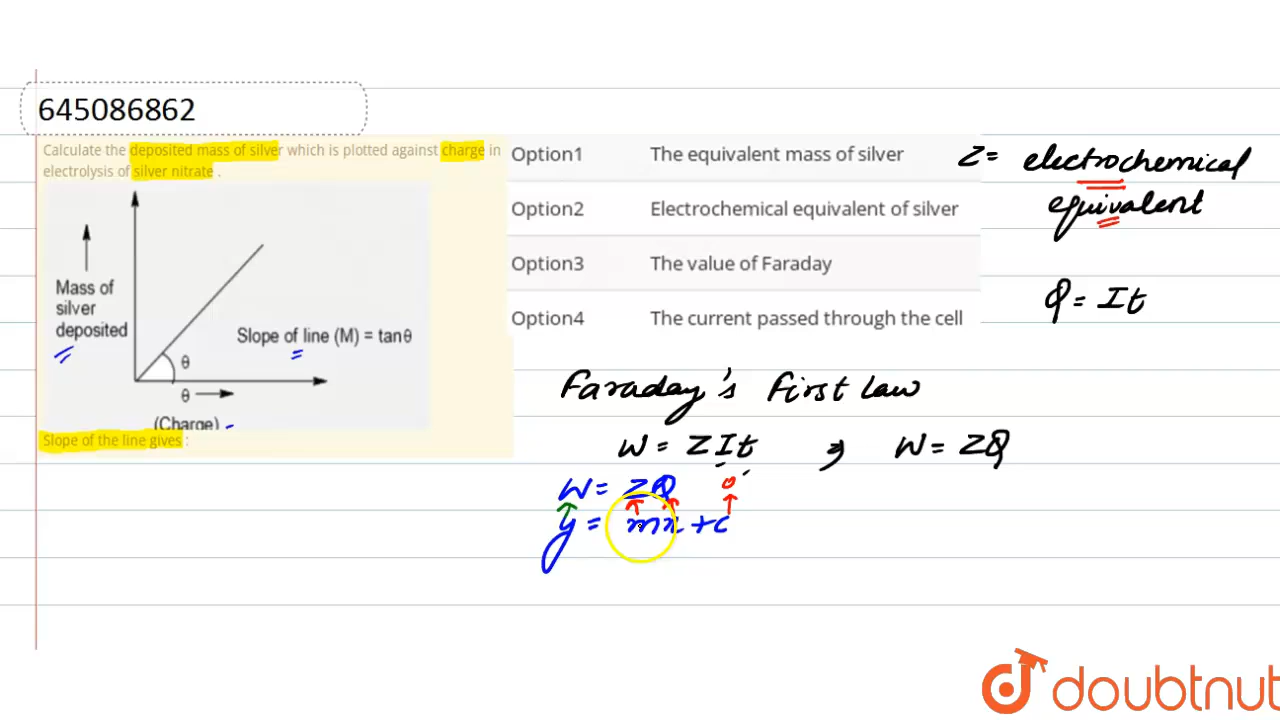 645086862
Calculate the deposited mass of silver which is plotted against charge in
electrolysis of silver nitrate .
Mass of
silver
deposited
Slope of line (M) = tanθ
θ
θ
(Charge)
Slope of the line gives :
Option1 The equivalent mass of silver
Option2 Electrochemical equivalent of silver
Option3 The value of Faraday
Option4 The current passed through the cell
Z= electrochemical
equivalent
Q = It
Faraday's First Law
W = ZIt ⇒ W = ZQ
W = ZQ 0
y = mx + c
doubtnut